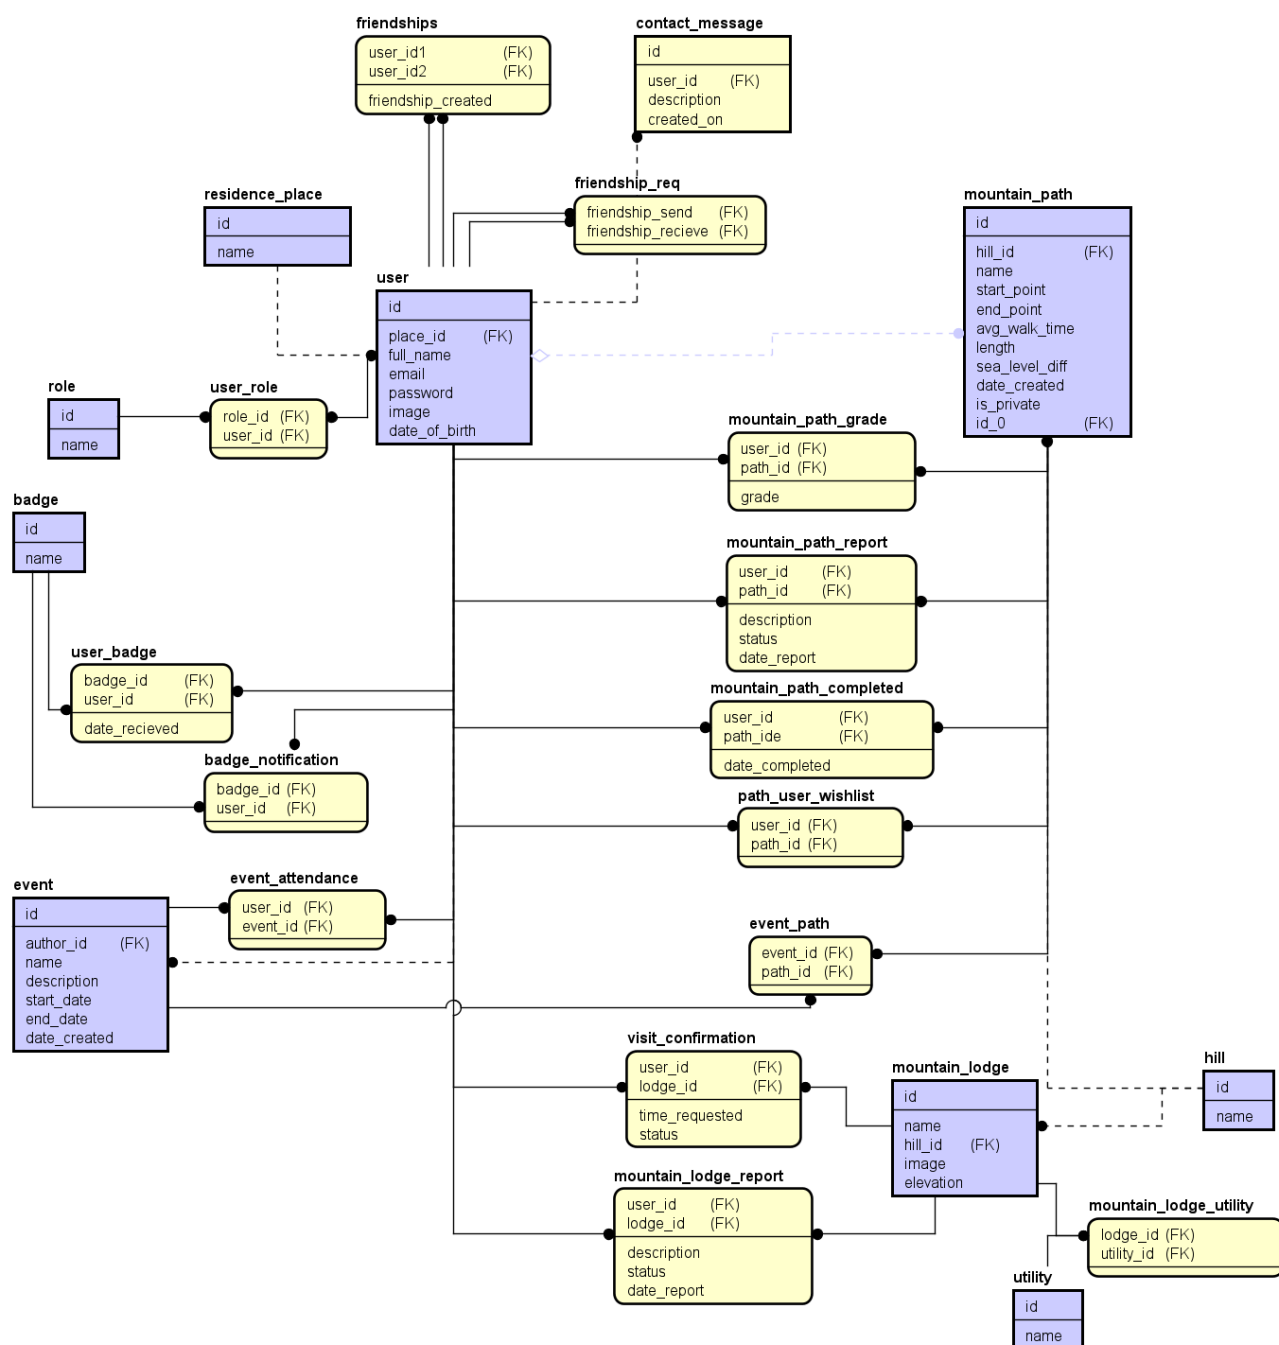 friendships
user_id1 (FK)
user_id2 (FK)
friendship_created
contact_message
id
user_id (FK)
description
created_on
residence_place
id
name
friendship_req
friendship_send (FK)
friendship_recieve (FK)
mountain_path
id
hill_id (FK)
name
start_point
end_point
avg_walk_time
length
sea_level_diff
date_created
is_private
id_0 (FK)
user
id
place_id (FK)
full_name
email
password
image
date_of_birth
role
id
name
user_role
role_id (FK)
user_id (FK)
mountain_path_grade
user_id (FK)
path_id (FK)
grade
badge
id
name
mountain_path_report
user_id (FK)
path_id (FK)
description
status
date_report
user_badge
badge_id (FK)
user_id (FK)
date_recieved
mountain_path_completed
user_id (FK)
path_ide (FK)
date_completed
badge_notification
badge_id (FK)
user_id (FK)
path_user_wishlist
user_id (FK)
path_id (FK)
event
id
author_id (FK)
name
description
start_date
end_date
date_created
event_attendance
user_id (FK)
event_id (FK)
event_path
event_id (FK)
path_id (FK)
visit_confirmation
user_id (FK)
lodge_id (FK)
time_requested
status
mountain_lodge
id
name
hill_id (FK)
image
elevation
hill
id
name
mountain_lodge_report
user_id (FK)
lodge_id (FK)
description
status
date_report
mountain_lodge_utility
lodge_id (FK)
utility_id (FK)
utility
id
name